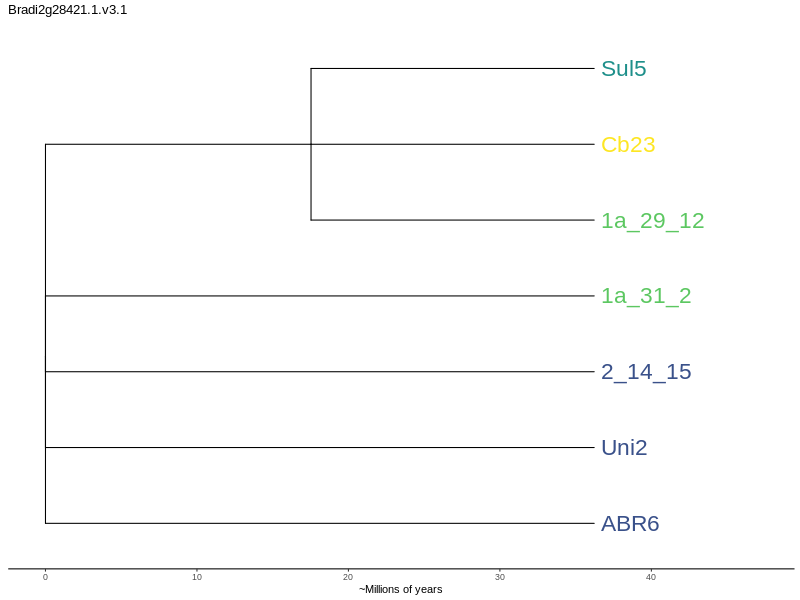 Bradi2g28421.1.v3.1
Sul5
Cb23
1a_29_12
1a_31_2
2_14_15
Uni2
ABR6
0 10 20 30 40
~Millions of years